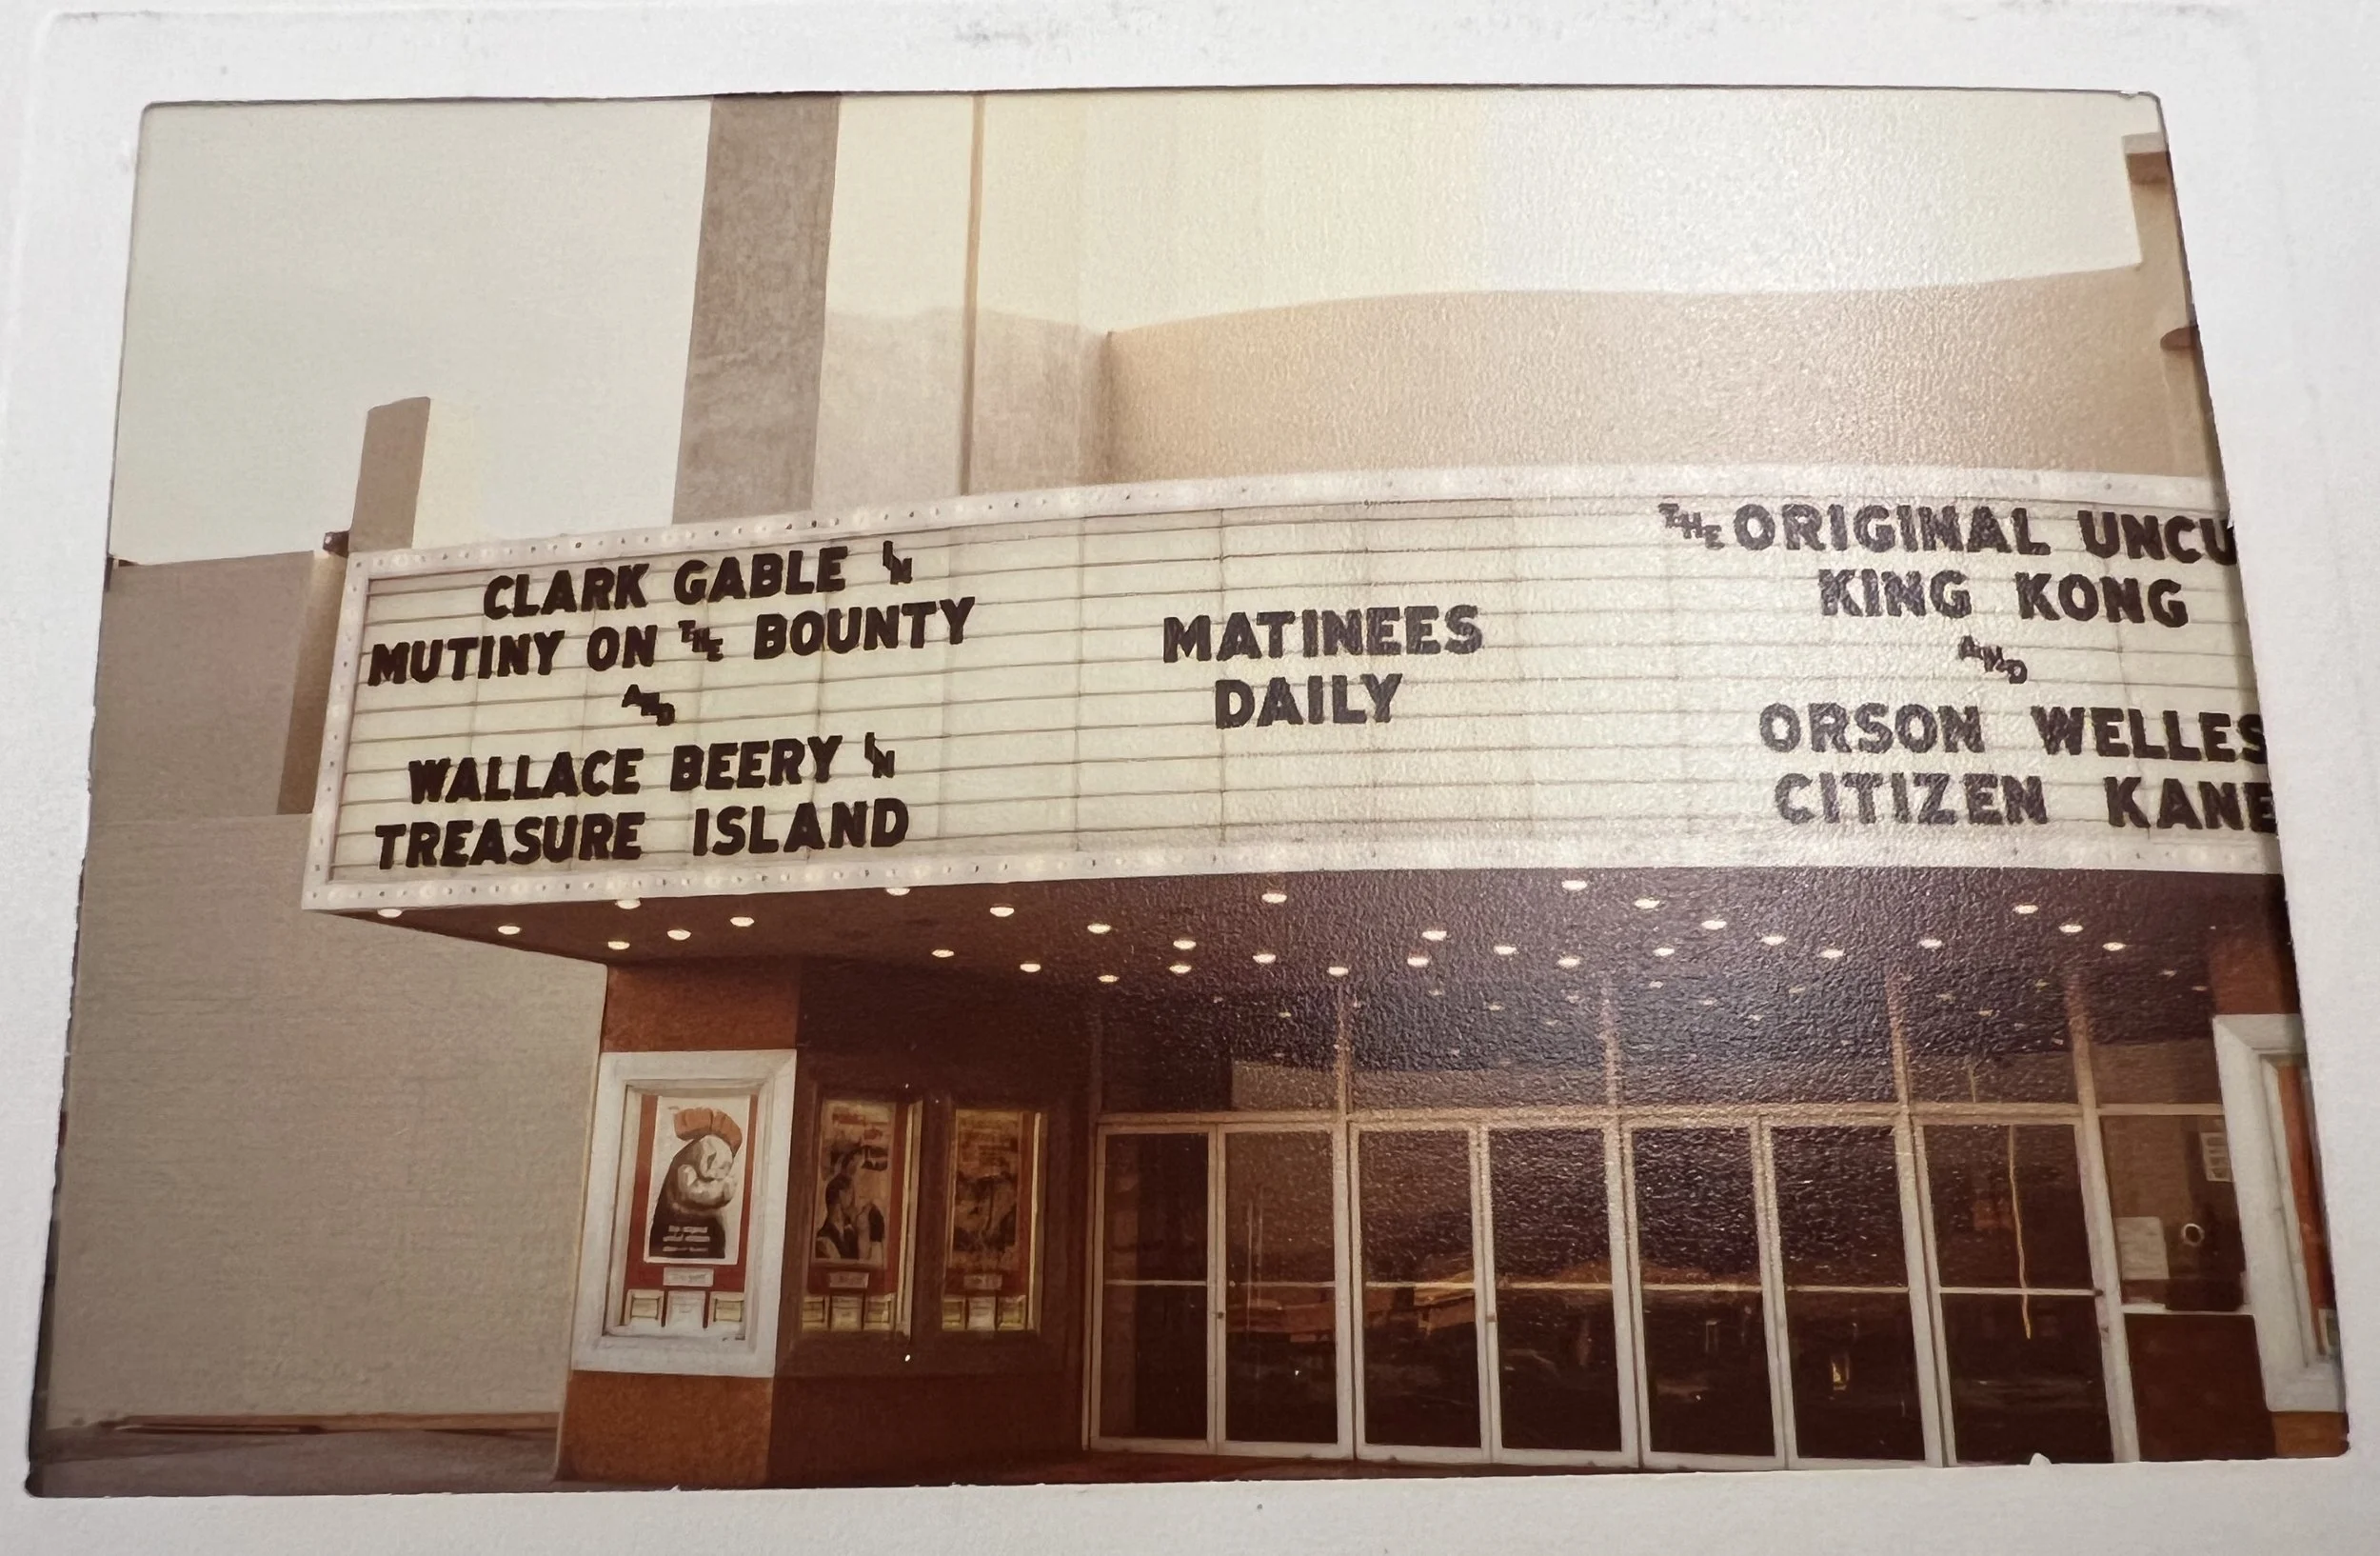 CLARK GABLE IN
MUTINY ON THE BOUNTY
AND
WALLACE BEERY IN
TREASURE ISLAND
MATINEES
DAILY
THE ORIGINAL UNCU
KING KONG
AND
ORSON WELLES
CITIZEN KANE